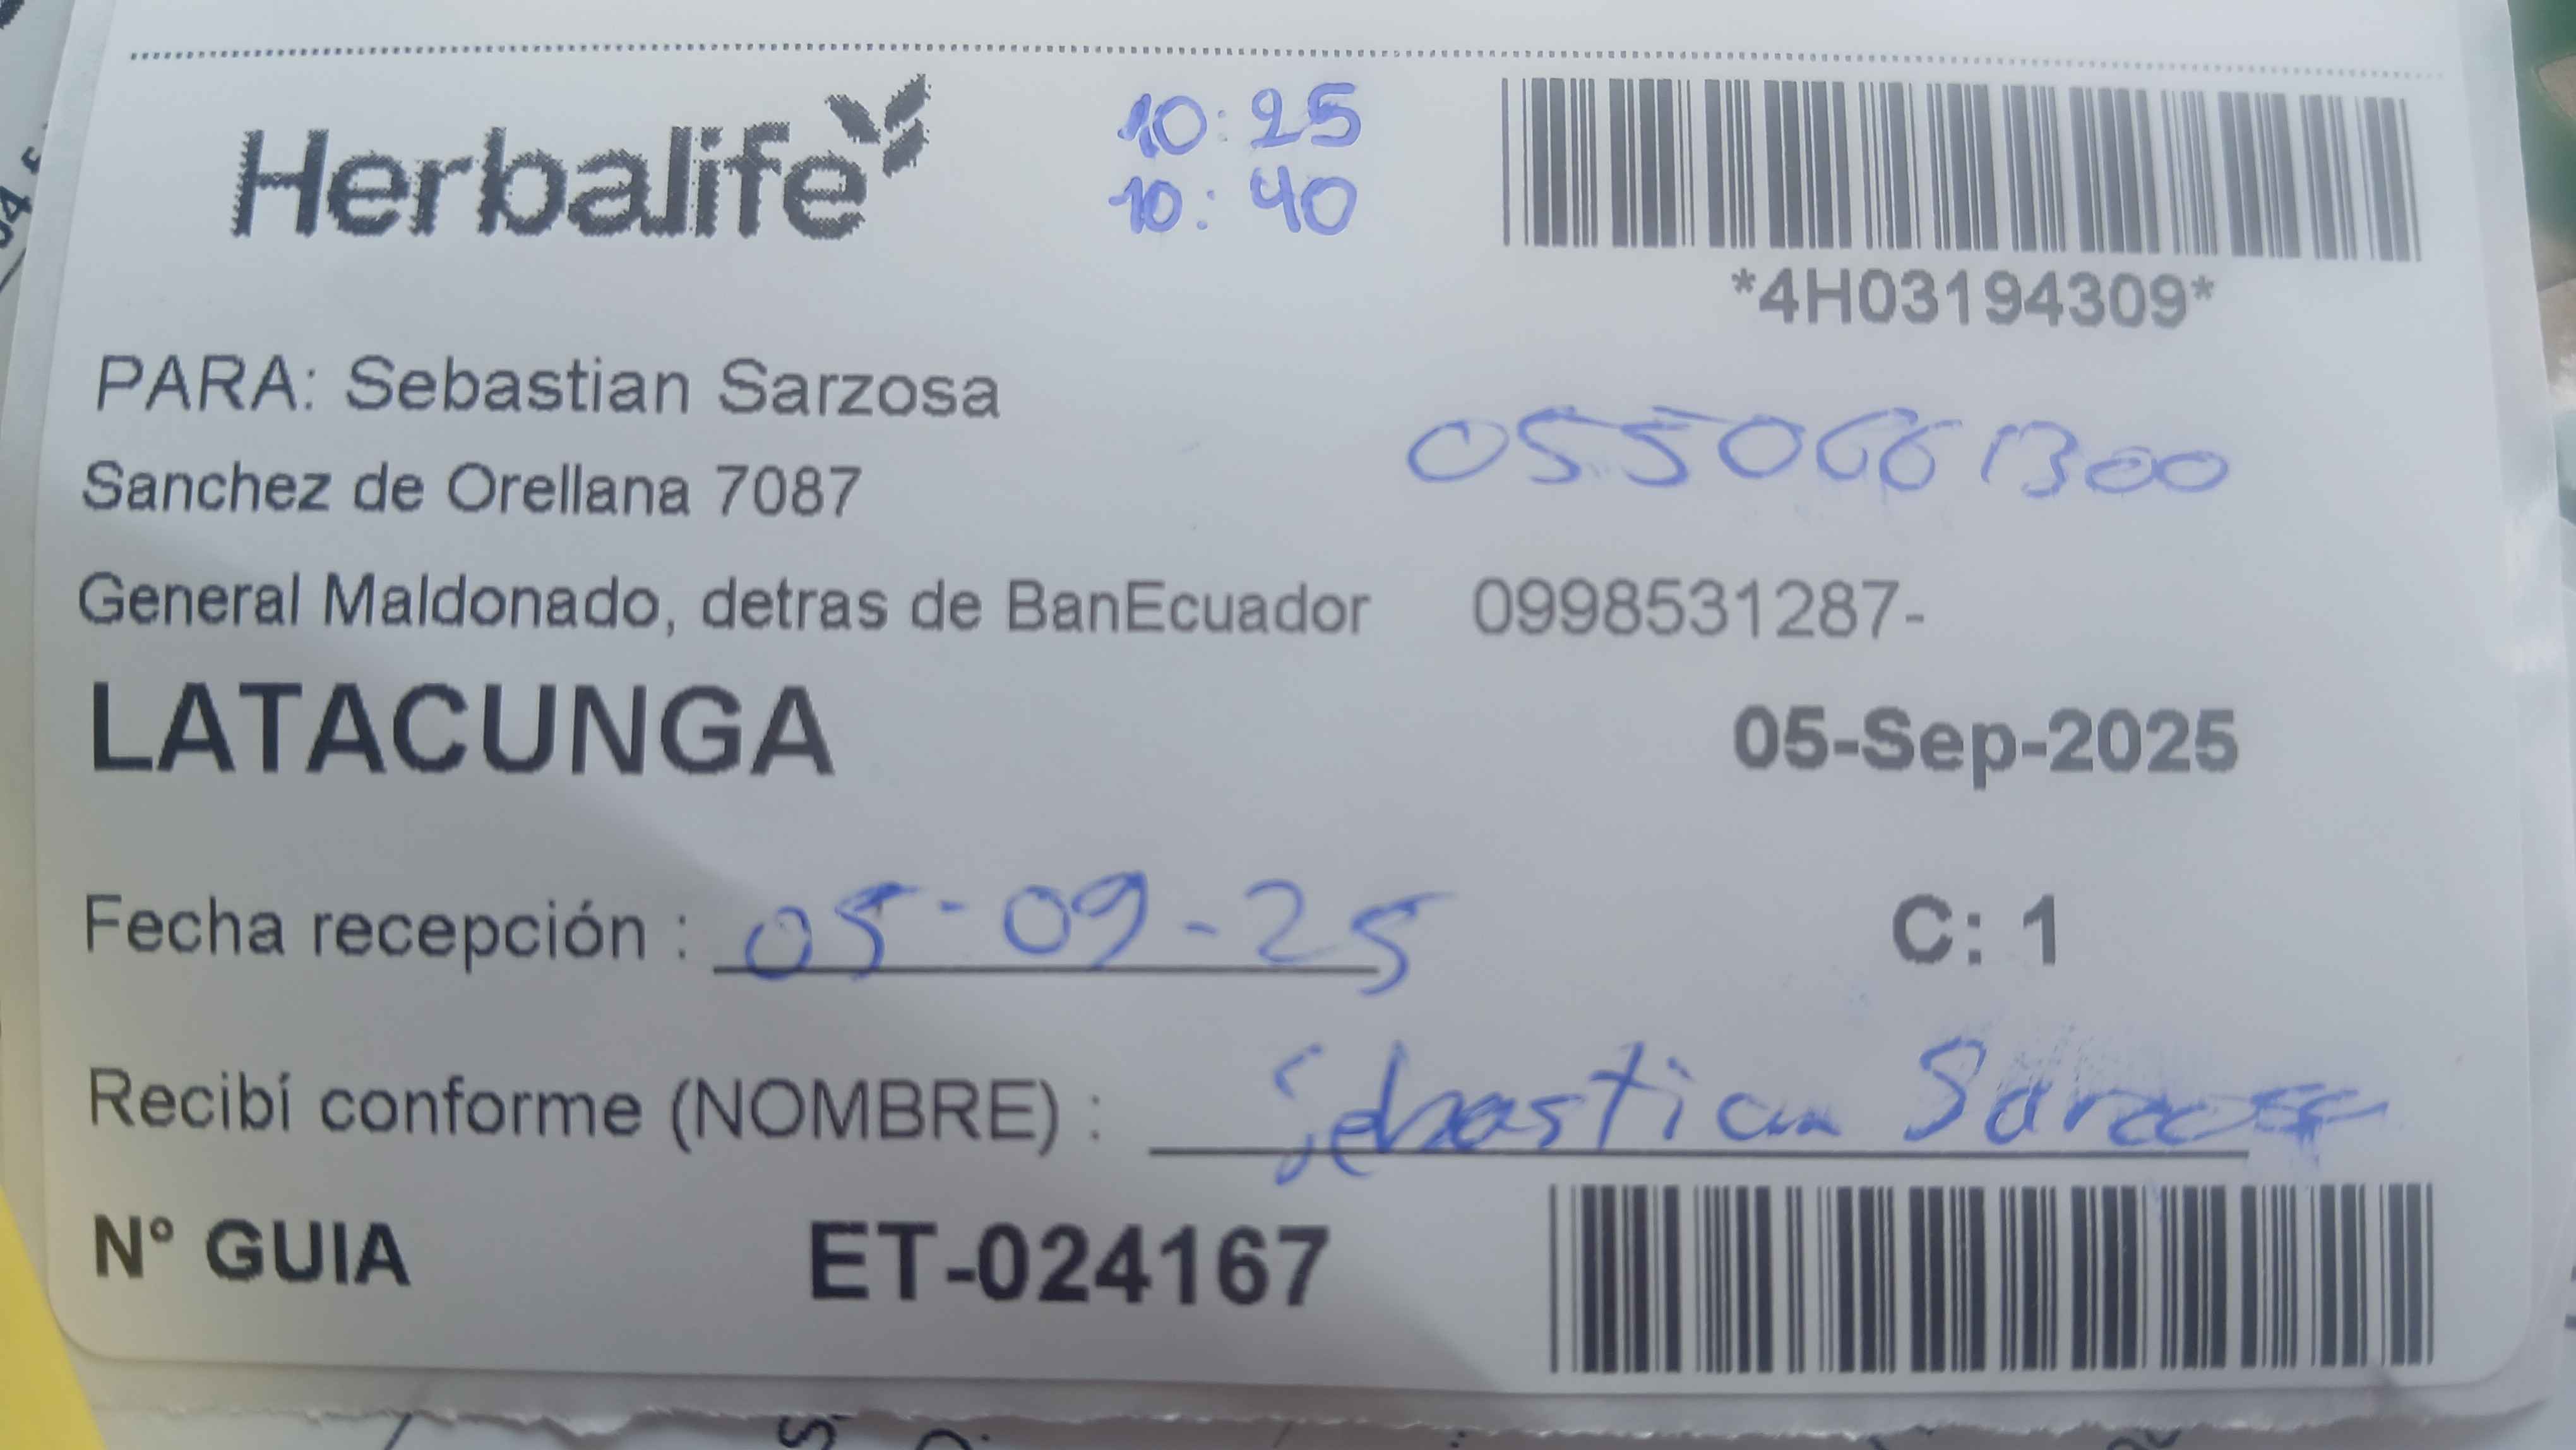 Herbalife
10:25
10:40
*4H03194309*
PARA: Sebastian Sarzosa
0550661300
Sanchez de Orellana 7087
General Maldonado, detras de BanEcuador 0998531287-
LATACUNGA
05-Sep-2025
Fecha recepción : 05-09-25
C: 1
Recibí conforme (NOMBRE) : Sebastian Sarzosa
N° GUIA ET-024167